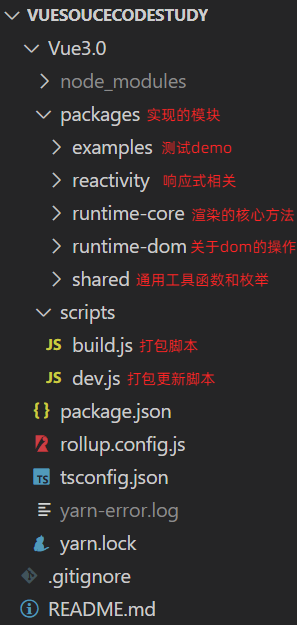 VUESOUCECODESTUDY
Vue3.0
node_modules
packages 实现的模块
examples 测试demo
reactivity 响应式相关
runtime-core 渲染的核心方法
runtime-dom 关于dom的操作
shared 通用工具函数和枚举
scripts
JS build.js 打包脚本
JS dev.js 打包更新脚本
{} package.json
rollup.config.js
TS tsconfig.json
yarn-error.log
yarn.lock
.gitignore
README.md